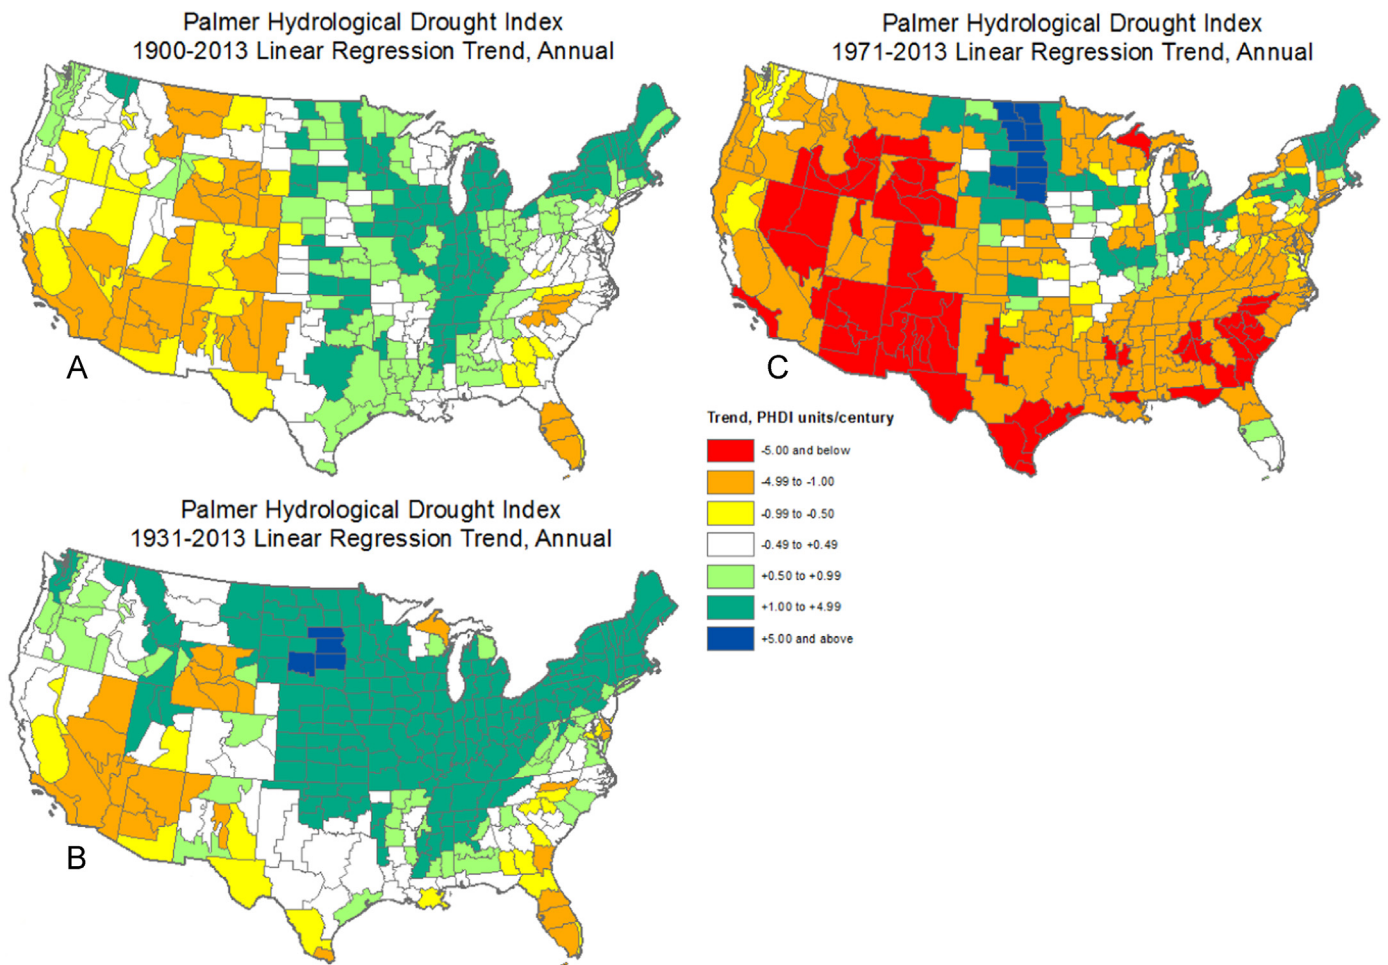 Palmer Hydrological Drought Index
1900-2013 Linear Regression Trend, Annual
A
Palmer Hydrological Drought Index
1971-2013 Linear Regression Trend, Annual
C
Trend, PHDI units/century
-5.00 and below
-4.99 to -1.00
-0.99 to -0.50
-0.49 to +0.49
+0.50 to +0.99
+1.00 to +4.99
+5.00 and above
Palmer Hydrological Drought Index
1931-2013 Linear Regression Trend, Annual
B